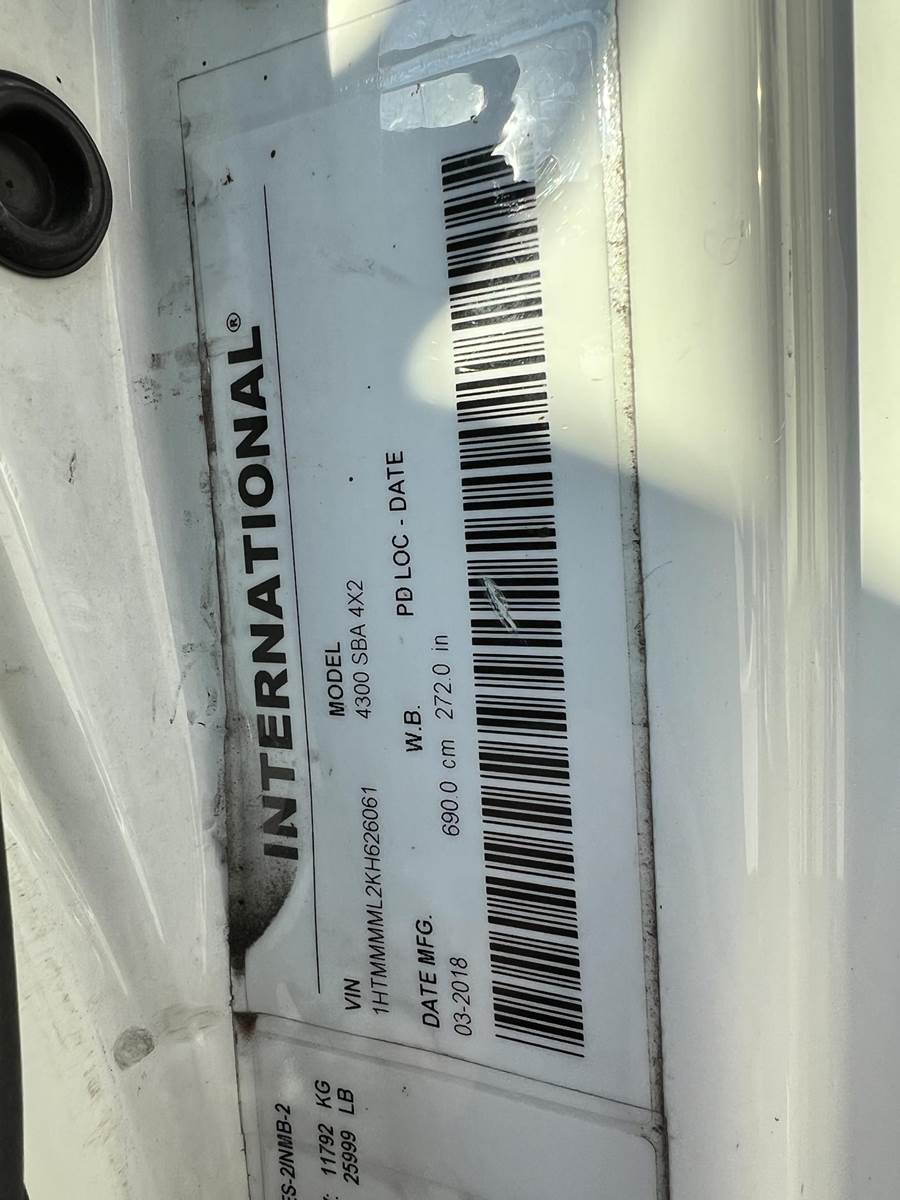 INTERNATIONAL®
VIN MODEL
1HTMMMML2KH626061 4300 SBA 4X2
DATE MFG. W.B. PD LOC - DATE
03-2018 690.0 cm 272.0 in
11792 KG
25999 LB